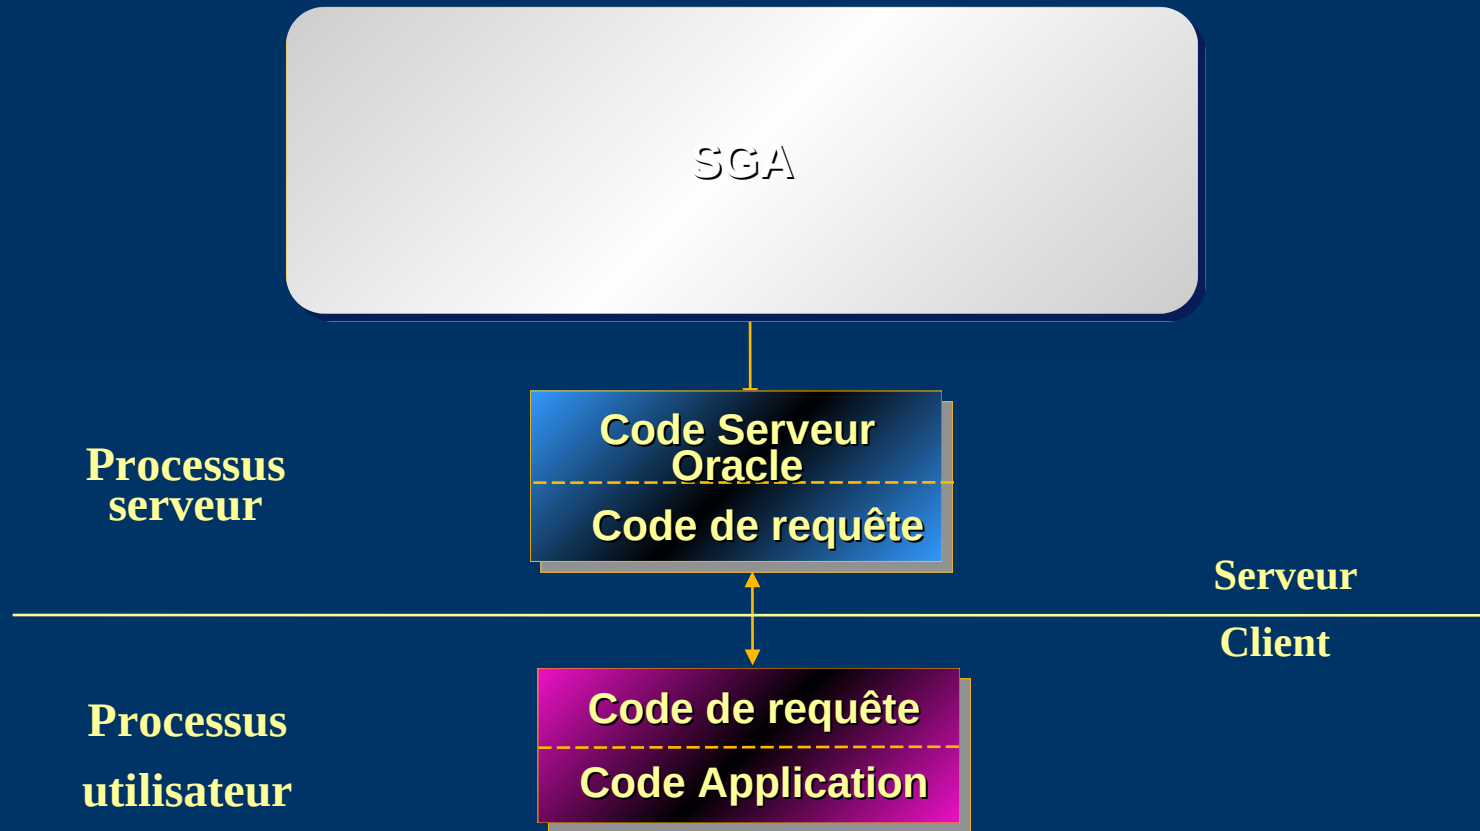 SGA
Code Serveur
Oracle
Processus
serveur
Code de requête
Serveur
Client
Code de requête
Processus
Code Application
utilisateur